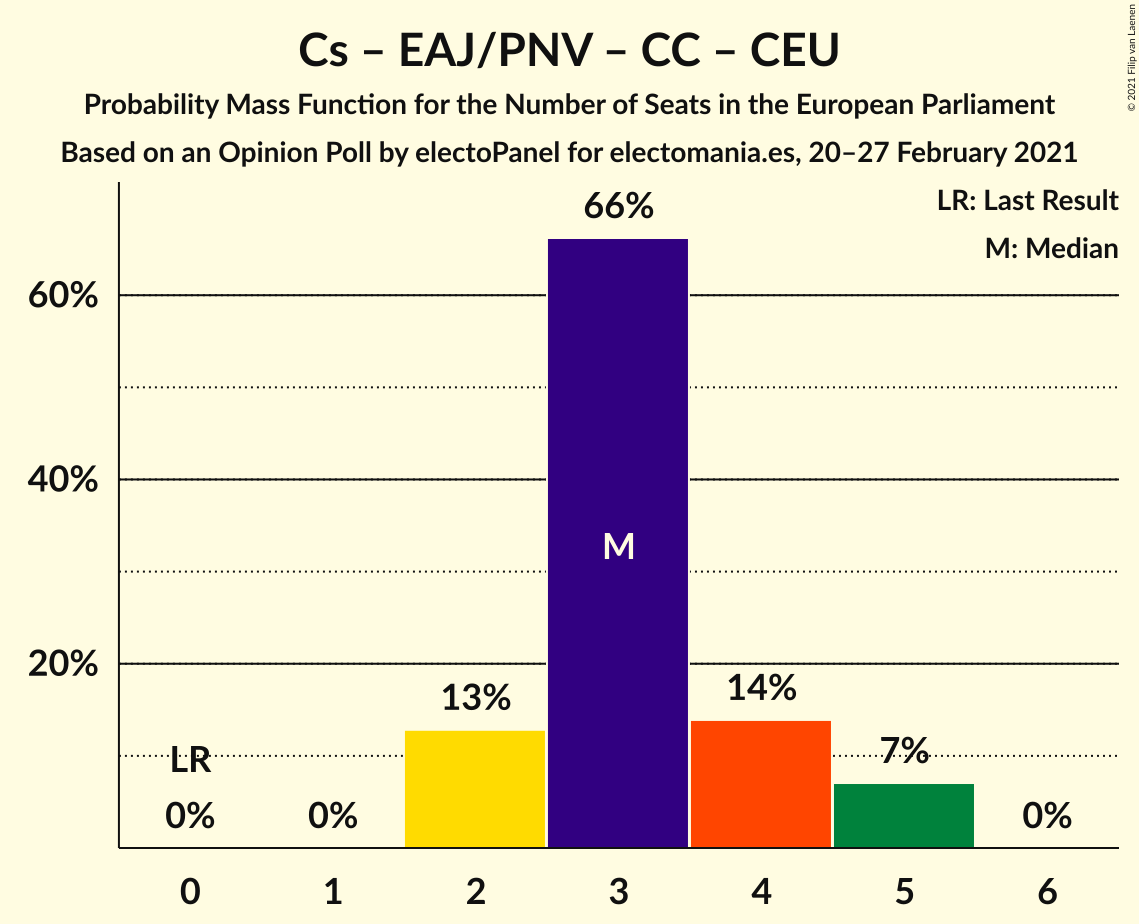 Cs – EAJ/PNV – CC – CEU
Probability Mass Function for the Number of Seats in the European Parliament
Based on an Opinion Poll by electoPanel for electomania.es, 20–27 February 2021
© 2021 Filip van Laenen
LR: Last Result
M: Median
66%
60%
40%
M
20%
13%
14%
LR
7%
0%
0%
0%
0
1
2
3
4
5
6